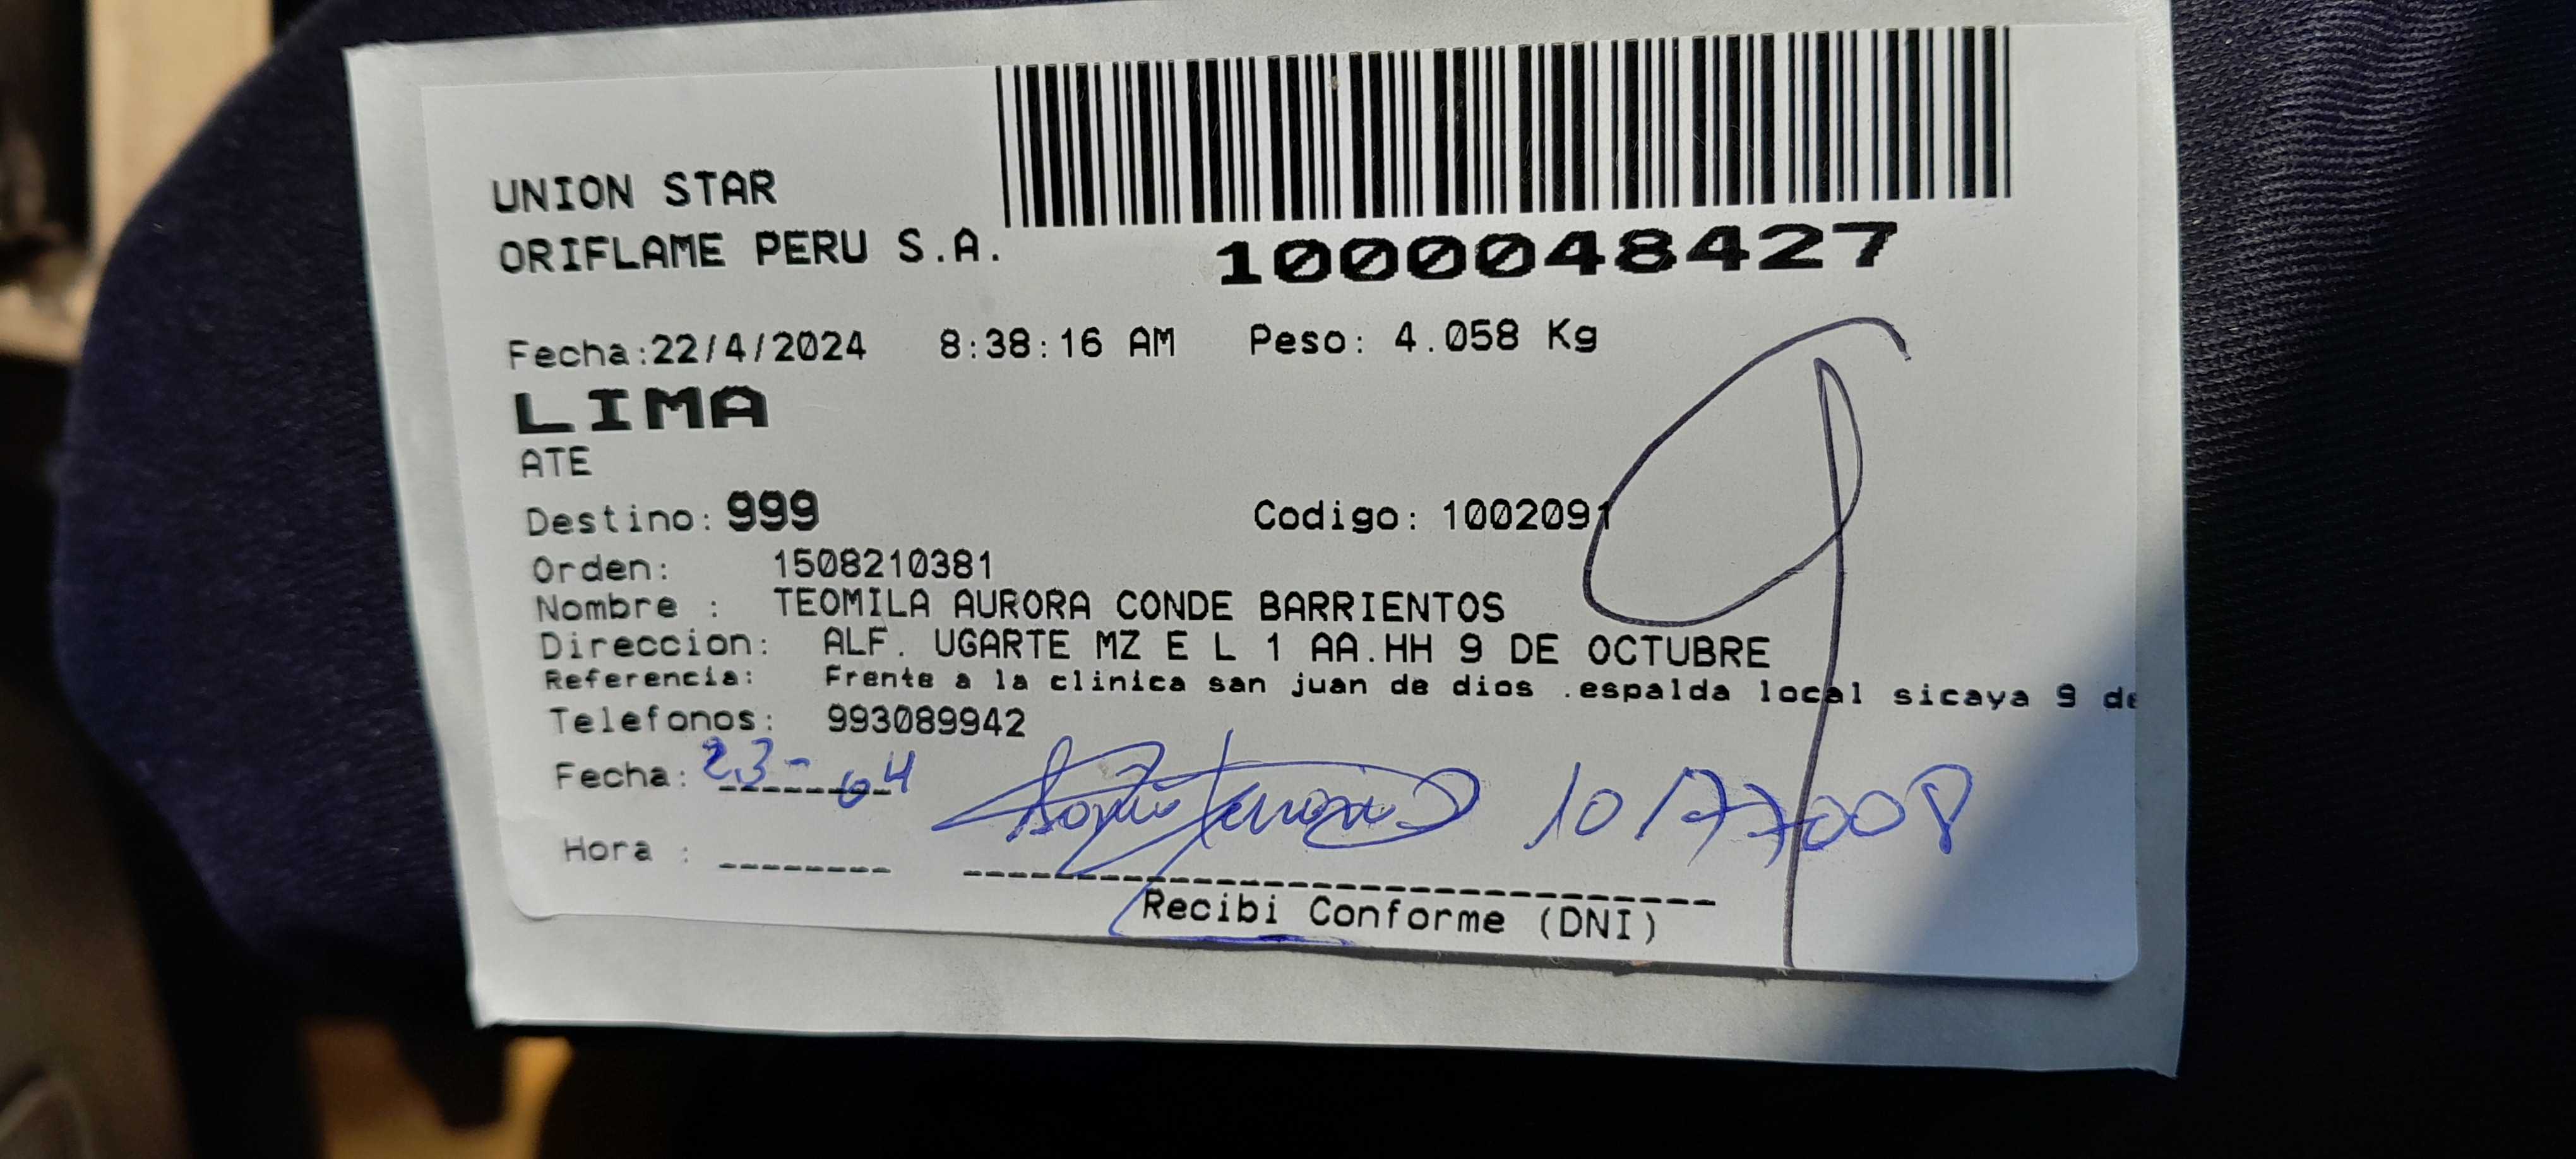 UNION STAR
ORIFLAME PERU S.A.
1000048427
Fecha:22/4/2024 8:38:16 AM Peso: 4.058 Kg
LIMA
ATE
Destino: 999 Codigo: 1002091
Orden: 1508210381
Nombre : TEOMILA AURORA CONDE BARRIENTOS
Direccion: ALF. UGARTE MZ E L 1 AA.HH 9 DE OCTUBRE
Referencia: Frente a la clinica san juan de dios .espalda local sicaya 9 de
Telefonos: 993089942
Fecha: 23-04
10177008
Hora :
Recibi Conforme (DNI)
9